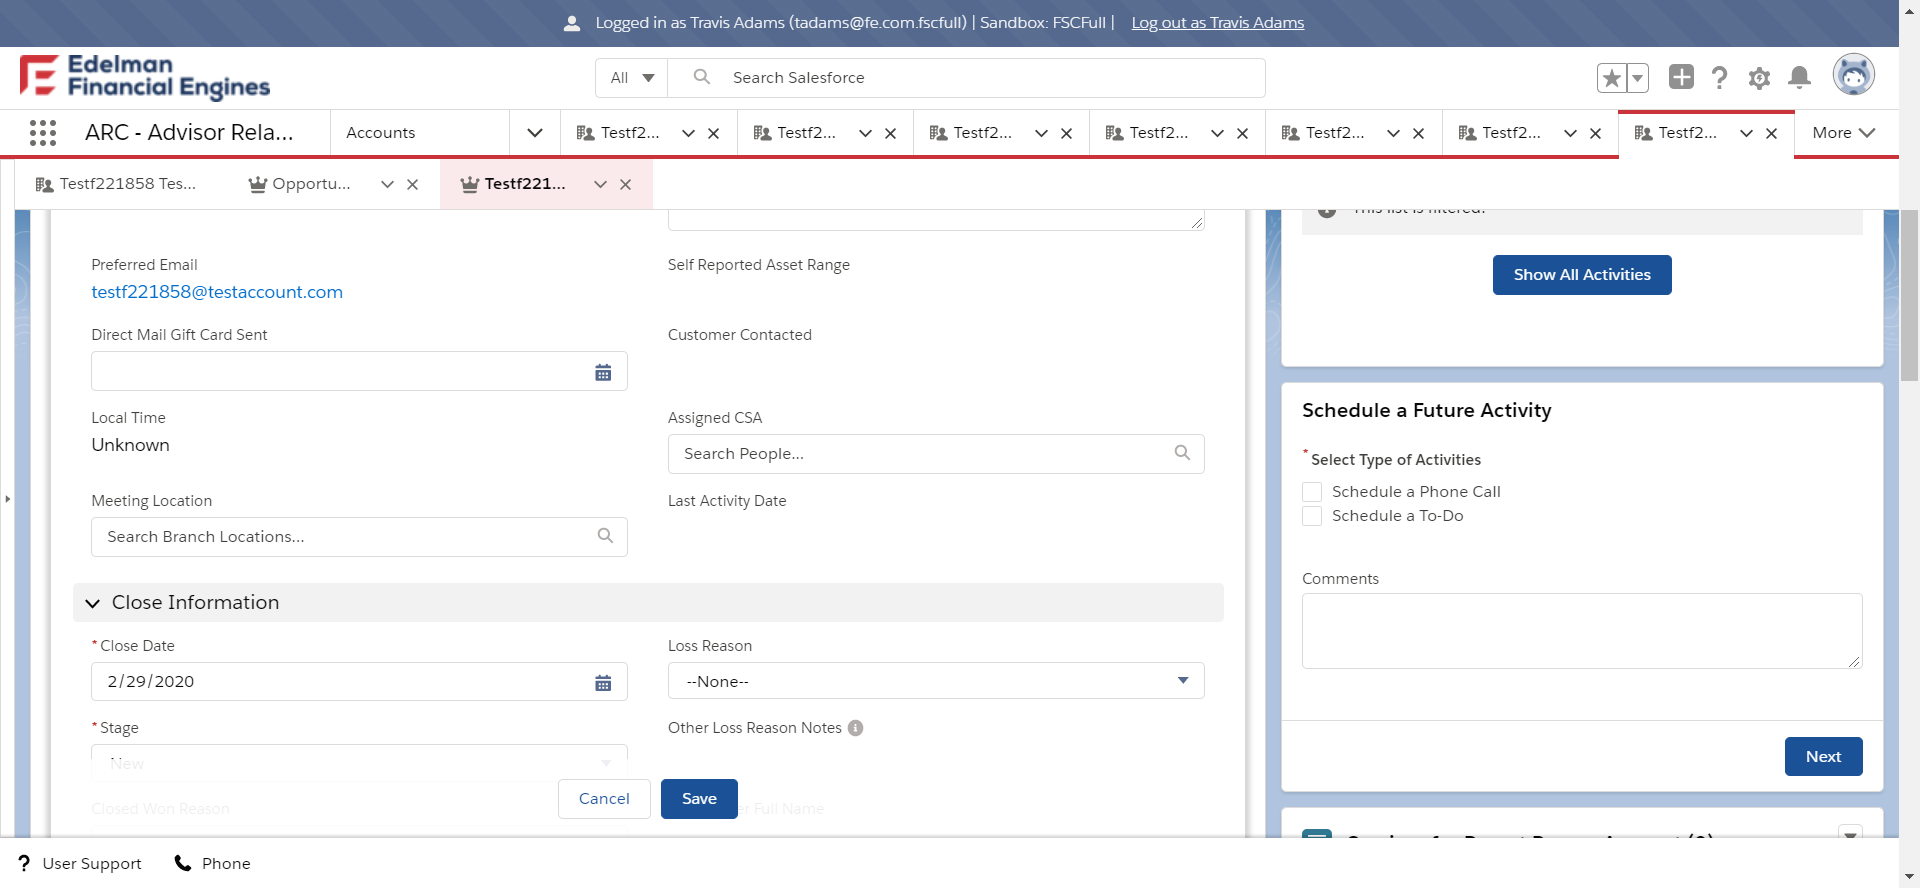 Logged in as Travis Adams (tadams@fe.com.fscfull) | Sandbox: FSCFull | Log out as Travis Adams
Edelman
Financial Engines
All
Search Salesforce
ARC - Advisor Rela...
Accounts
Testf2...
Testf2...
Testf2...
Testf2...
Testf2...
Testf2...
Testf2...
More
Testf221858 Tes...
Opportu...
Testf221...
This list is filtered.
Preferred Email
testf221858@testaccount.com
Self Reported Asset Range
Show All Activities
Direct Mail Gift Card Sent
Customer Contacted
Local Time
Unknown
Assigned CSA
Search People...
Meeting Location
Search Branch Locations...
Last Activity Date
Schedule a Future Activity
*Select Type of Activities
Schedule a Phone Call
Schedule a To-Do
Comments
Next
Close Information
*Close Date
2/29/2020
Loss Reason
--None--
*Stage
New
Other Loss Reason Notes
Closed Won Reason
Full Name
Cancel
Save
User Support
Phone